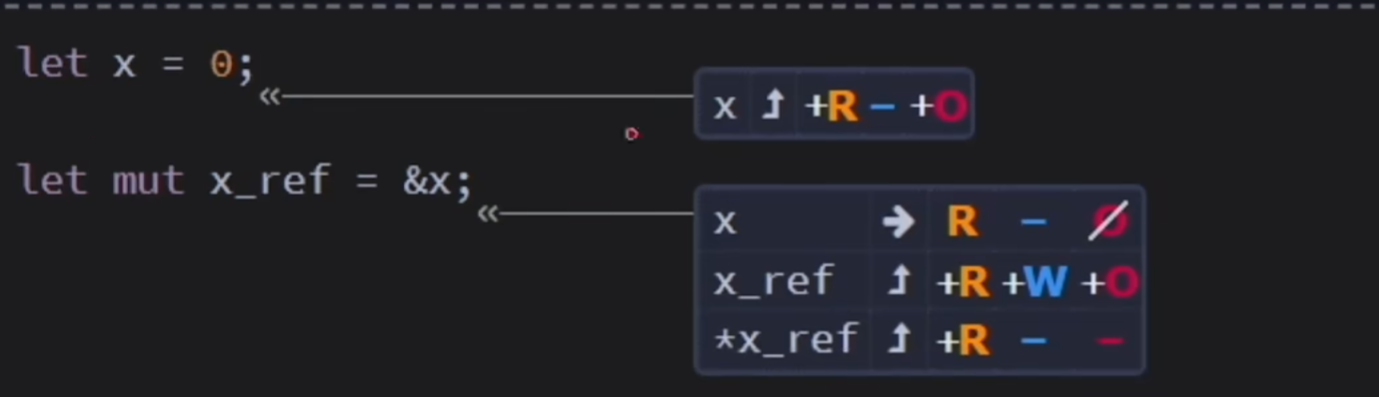 let x = 0;
« x ⮥ +R – +O
let mut x_ref = &x;
« x → R – O
x_ref ⮥ +R +W +O
*x_ref ⮥ +R – –